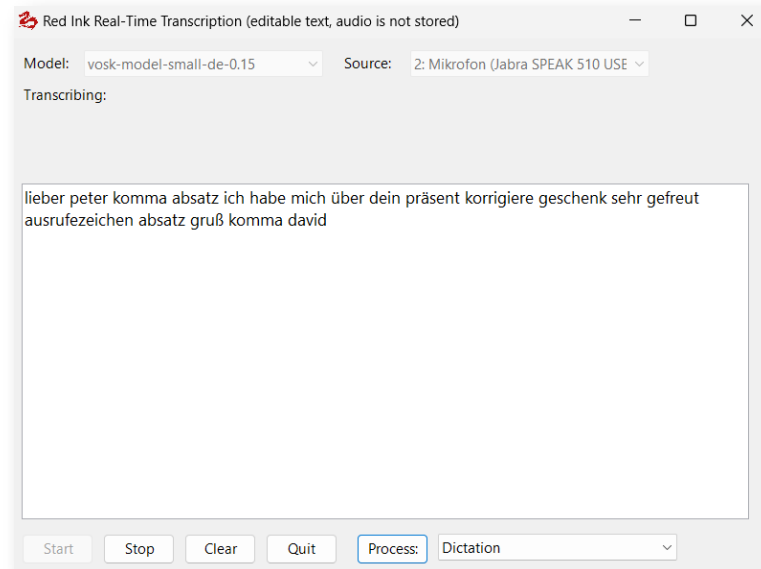 Red Ink Real-Time Transcription (editable text, audio is not stored)
Model: vosk-model-small-de-0.15 Source: 2: Mikrofon (Jabra SPEAK 510 USE
Transcribing:
lieber peter komma absatz ich habe mich über dein präsent korrigiere geschenk sehr gefreut
ausrufezeichen absatz gruß komma david
Start Stop Clear Quit Process: Dictation